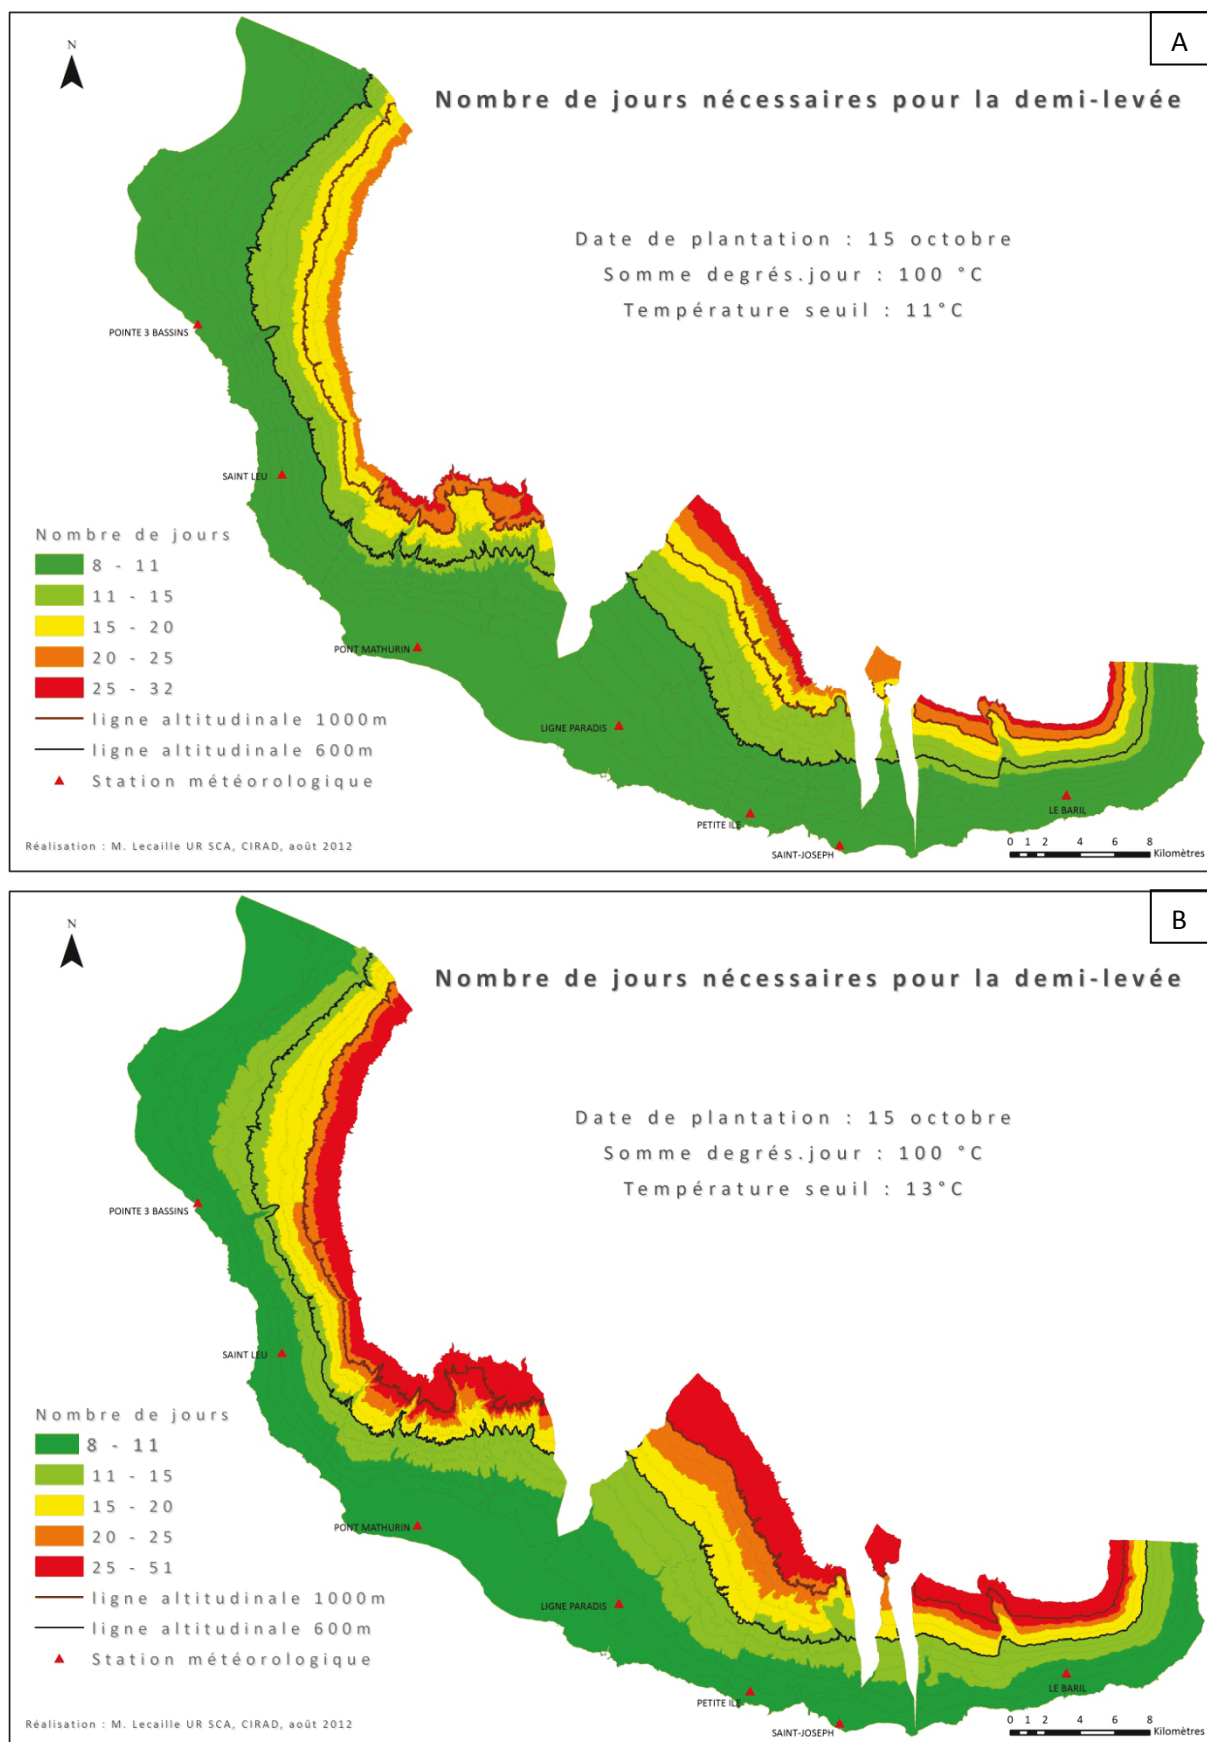 A
N
Nombre de jours nécessaires pour la demi-levée
Date de plantation : 15 octobre
Somme degrés.jour : 100 °C
Température seuil : 11°C
POINTE 3 BASSINS
SAINT LEU
PONT MATHURIN
LIGNE PARADIS
PETITE ILE
SAINT-JOSEPH
LE BARIL
Nombre de jours
8 - 11
11 - 15
15 - 20
20 - 25
25 - 32
ligne altitudinale 1000m
ligne altitudinale 600m
Station météorologique
Réalisation : M. Lecaille UR SCA, CIRAD, août 2012
0 1 2 4 6 8
Kilomètres
B
N
Nombre de jours nécessaires pour la demi-levée
Date de plantation : 15 octobre
Somme degrés.jour : 100 °C
Température seuil : 13°C
POINTE 3 BASSINS
SAINT LEU
PONT MATHURIN
LIGNE PARADIS
PETITE ILE
SAINT-JOSEPH
LE BARIL
Nombre de jours
8 - 11
11 - 15
15 - 20
20 - 25
25 - 51
ligne altitudinale 1000m
ligne altitudinale 600m
Station météorologique
Réalisation : M. Lecaille UR SCA, CIRAD, août 2012
0 1 2 4 6 8
Kilomètres